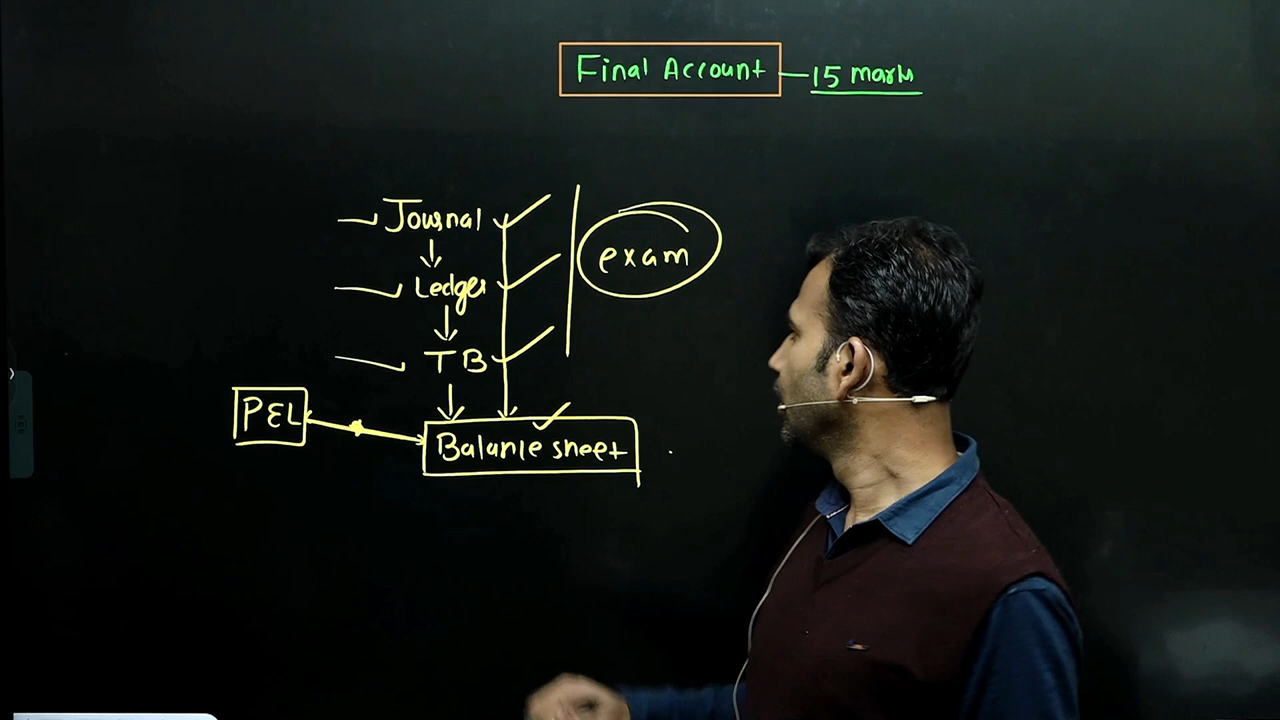 Final Account — 15 marks
Journal
exam
Ledger
TB
P&L
Balance sheet